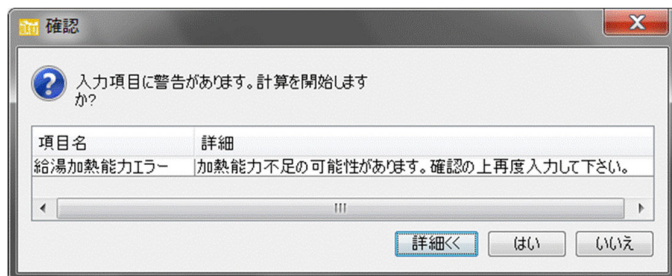 確認
入力項目に警告があります。計算を開始します
か?
項目名 詳細
給湯加熱能力エラー 加熱能力不足の可能性があります。確認の上再度入力して下さい。
詳細<< はい いいえ